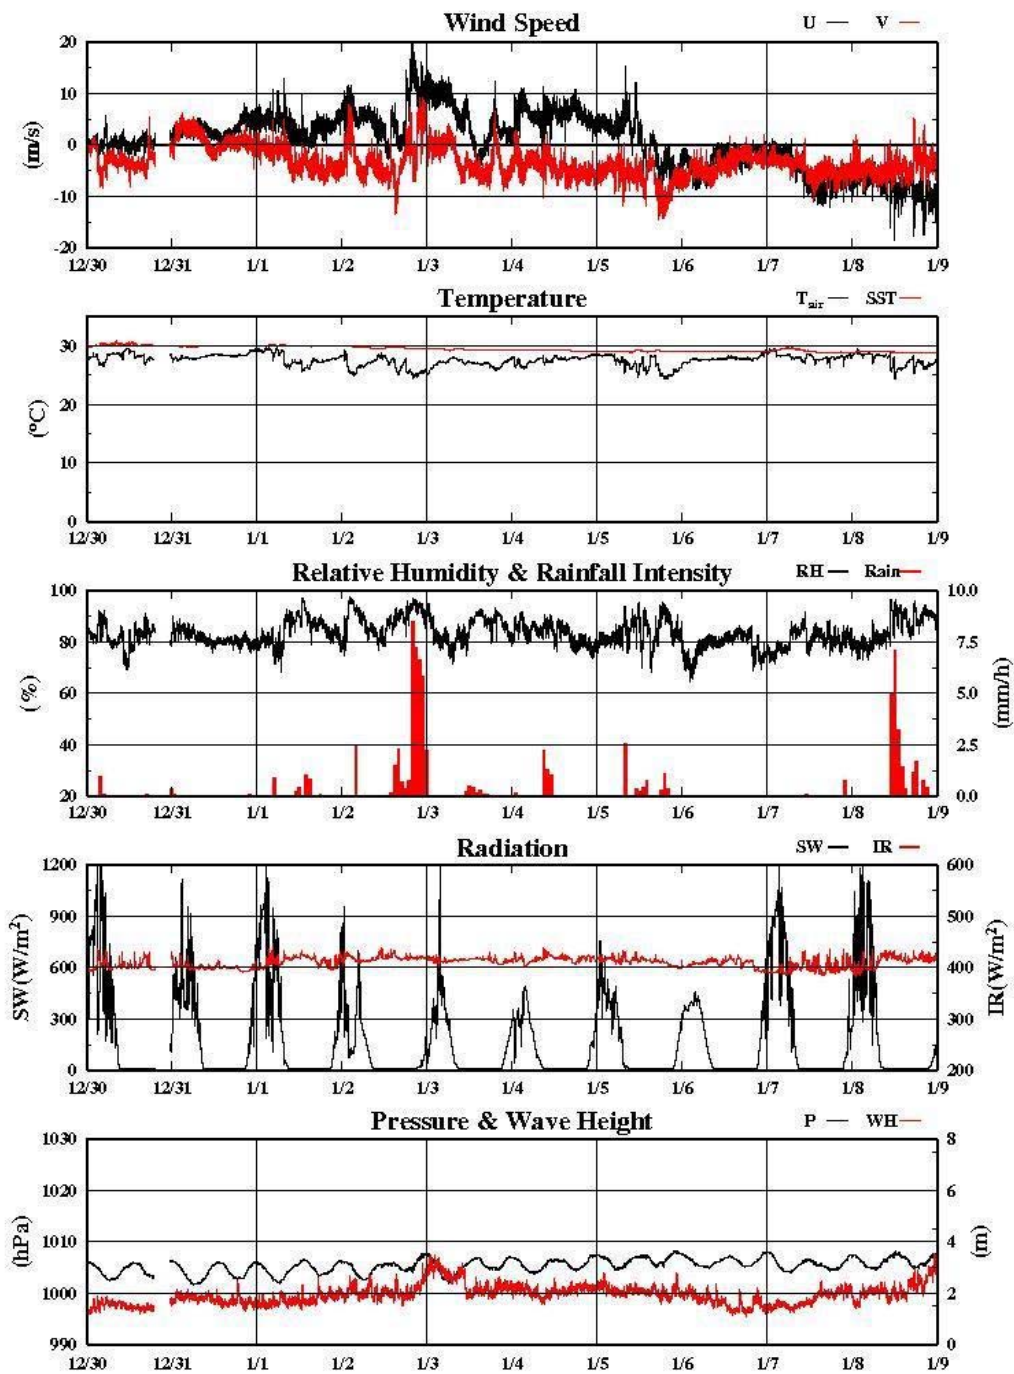 Wind Speed U V
20
10
0
-10
-20
(m/s)
12/30 12/31 1/1 1/2 1/3 1/4 1/5 1/6 1/7 1/8 1/9
Temperature Tair SST
30
20
10
0
(°C)
12/30 12/31 1/1 1/2 1/3 1/4 1/5 1/6 1/7 1/8 1/9
Relative Humidity & Rainfall Intensity RH Rain
100 10.0
80 7.5
60 5.0
40 2.5
20 0.0
(%) (mm/h)
12/30 12/31 1/1 1/2 1/3 1/4 1/5 1/6 1/7 1/8 1/9
Radiation SW IR
1200 600
900 500
600 400
300 300
0 200
SW(W/m²) IR(W/m²)
12/30 12/31 1/1 1/2 1/3 1/4 1/5 1/6 1/7 1/8 1/9
Pressure & Wave Height P WH
1030 8
1020 6
1010 4
1000 2
990 0
(hPa) (m)
12/30 12/31 1/1 1/2 1/3 1/4 1/5 1/6 1/7 1/8 1/9